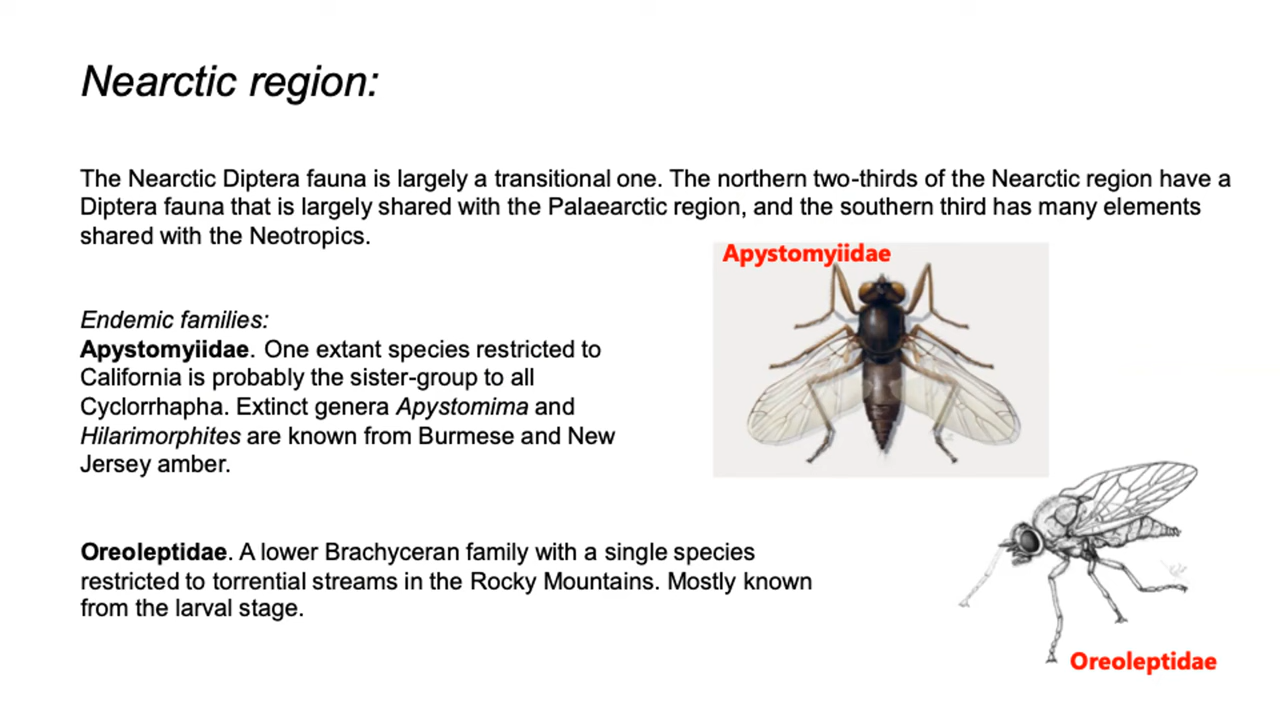 Nearctic region:
The Nearctic Diptera fauna is largely a transitional one. The northern two-thirds of the Nearctic region have a
Diptera fauna that is largely shared with the Palaearctic region, and the southern third has many elements
shared with the Neotropics.
Apystomyiidae
Endemic families:
Apystomyiidae. One extant species restricted to
California is probably the sister-group to all
Cyclorrhapha. Extinct genera Apystomima and
Hilarimorphites are known from Burmese and New
Jersey amber.
Oreoleptidae. A lower Brachyceran family with a single species
restricted to torrential streams in the Rocky Mountains. Mostly known
from the larval stage.
Oreoleptidae